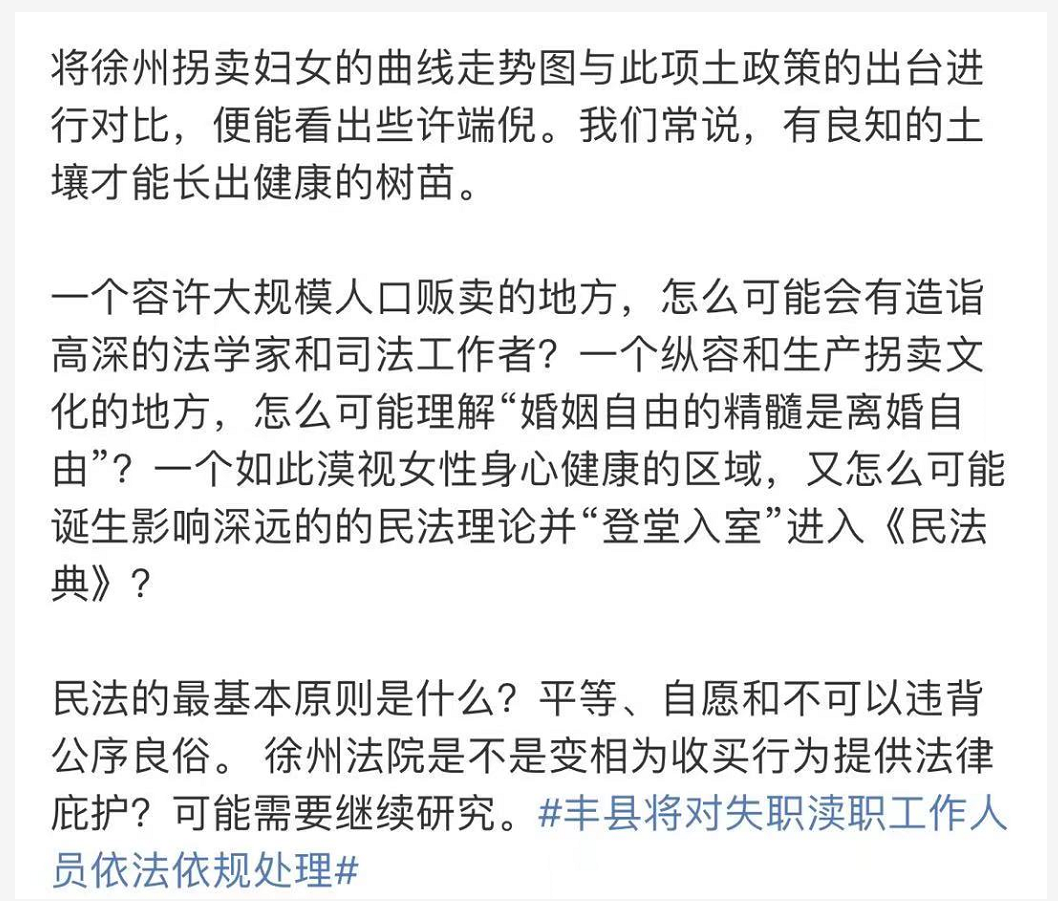 将徐州拐卖妇女的曲线走势图与此项土政策的出台进
行对比，便能看出些许端倪。我们常说，有良知的土
壤才能长出健康的树苗。
一个容许大规模人口贩卖的地方，怎么可能会有造诣
高深的法学家和司法工作者？一个纵容和生产拐卖文
化的地方，怎么可能理解“婚姻自由的精髓是离婚自
由”？一个如此漠视女性身心健康的区域，又怎么可能
诞生影响深远的的民法理论并“登堂入室”进入《民法
典》？
民法的最基本原则是什么？平等、自愿和不可以违背
公序良俗。 徐州法院是不是变相为收买行为提供法律
庇护？可能需要继续研究。#丰县将对失职渎职工作人
员依法依规处理#